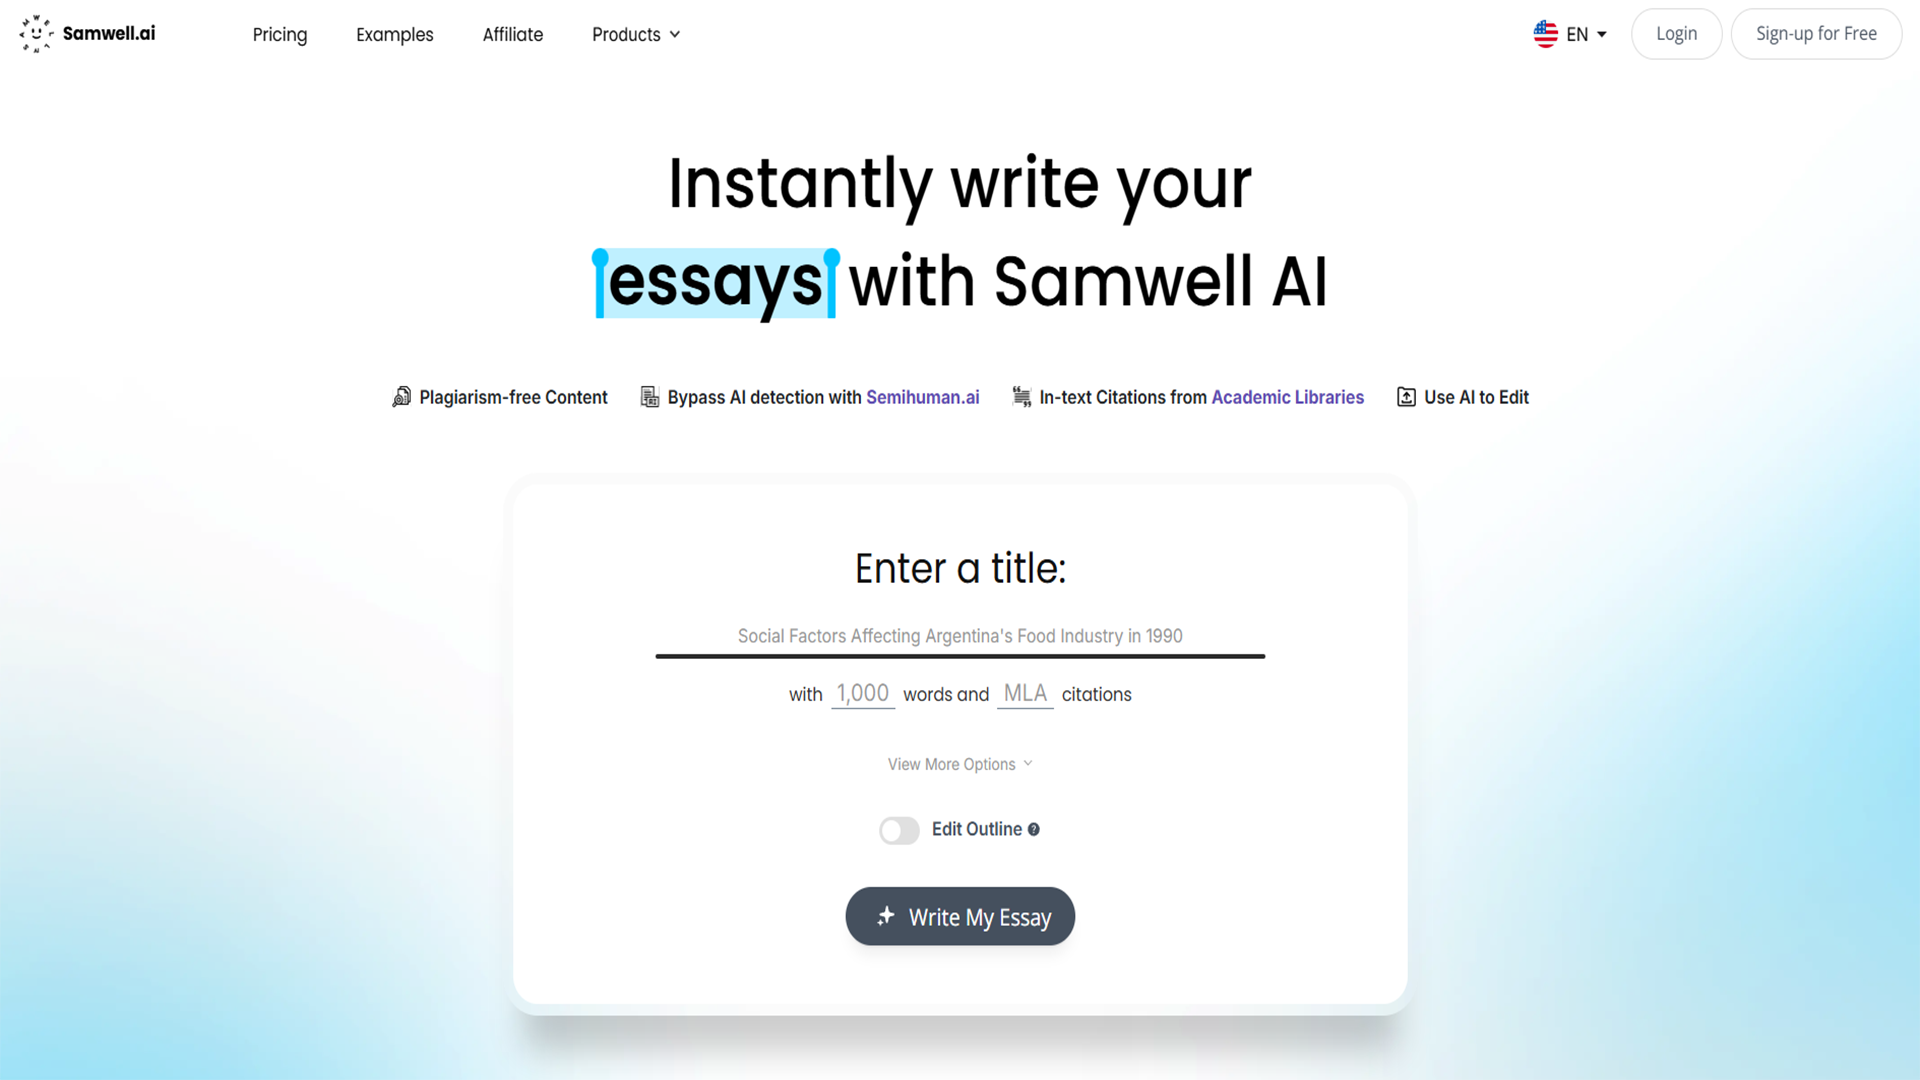 Samwell.ai
Pricing
Examples
Affiliate
Products
EN
Login
Sign-up for Free
Instantly write your
essays with Samwell AI
Plagiarism-free Content
Bypass AI detection with Semihuman.ai
In-text Citations from Academic Libraries
Use AI to Edit
Enter a title:
Social Factors Affecting Argentina's Food Industry in 1990
with 1,000 words and MLA citations
View More Options
Edit Outline ?
Write My Essay